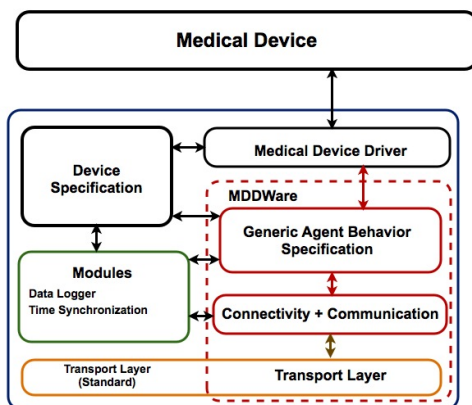 Medical Device
Medical Device Driver
Device
Specification
MDDWare
Generic Agent Behavior
Specification
Modules
Data Logger
Time Synchronization
Connectivity + Communication
Transport Layer
(Standard)
Transport Layer